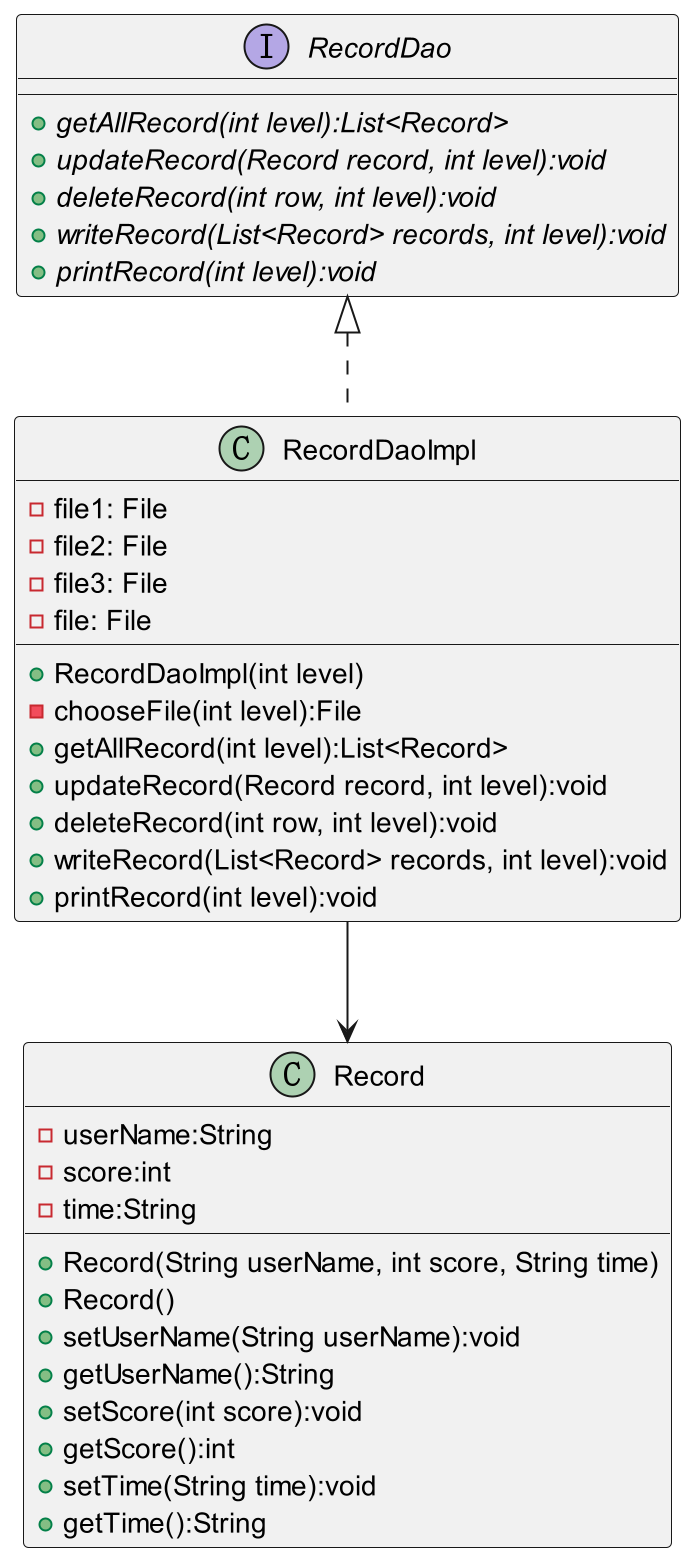 I RecordDao
getAllRecord(int level):List<Record>
updateRecord(Record record, int level):void
deleteRecord(int row, int level):void
writeRecord(List<Record> records, int level):void
printRecord(int level):void
C RecordDaoImpl
file1: File
file2: File
file3: File
file: File
RecordDaoImpl(int level)
chooseFile(int level):File
getAllRecord(int level):List<Record>
updateRecord(Record record, int level):void
deleteRecord(int row, int level):void
writeRecord(List<Record> records, int level):void
printRecord(int level):void
C Record
userName:String
score:int
time:String
Record(String userName, int score, String time)
Record()
setUserName(String userName):void
getUserName():String
setScore(int score):void
getScore():int
setTime(String time):void
getTime():String